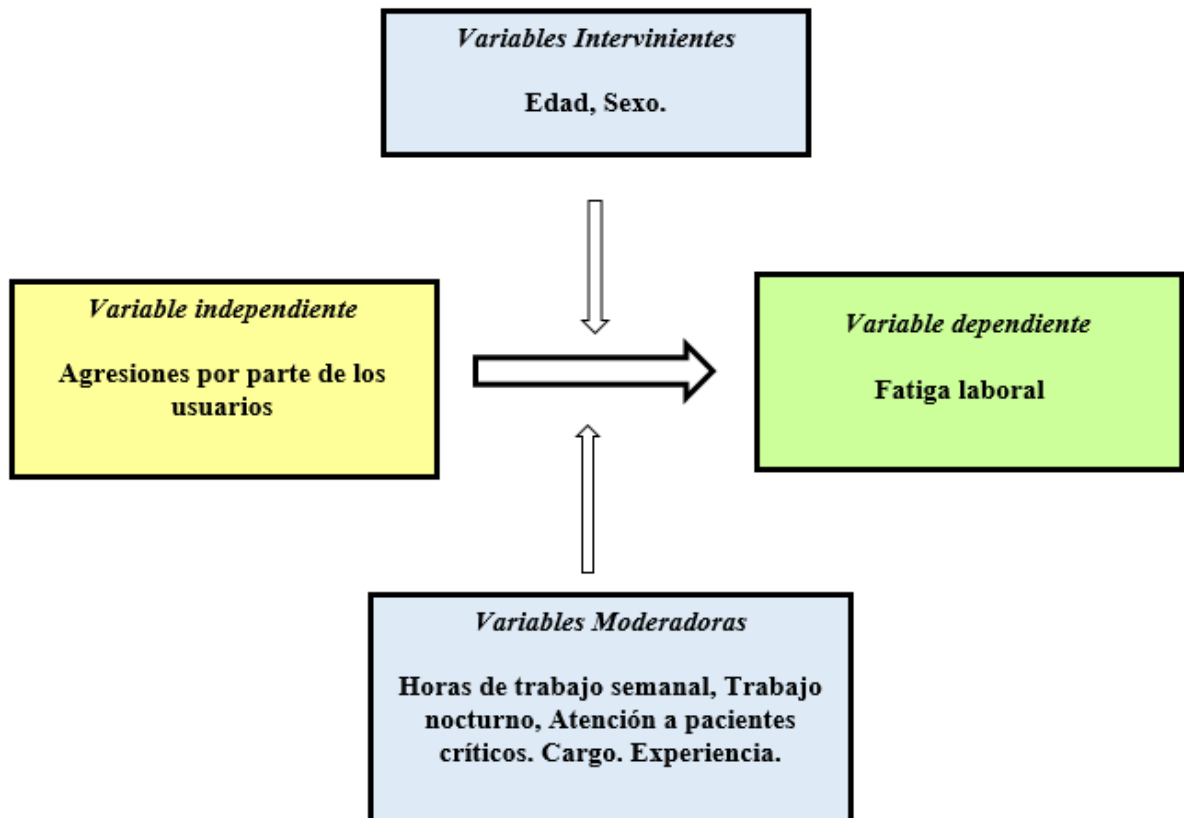 Variables Intervinientes
Edad, Sexo.
Variable independiente
Agresiones por parte de los
usuarios
Variable dependiente
Fatiga laboral
Variables Moderadoras
Horas de trabajo semanal, Trabajo
nocturno, Atención a pacientes
críticos. Cargo. Experiencia.